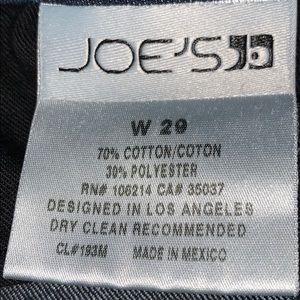 JOE'S
W 29
70% COTTON/COTON
30% POLYESTER
RN# 106214 CA# 35037
DESIGNED IN LOS ANGELES
DRY CLEAN RECOMMENDED
CL#193M MADE IN MEXICO